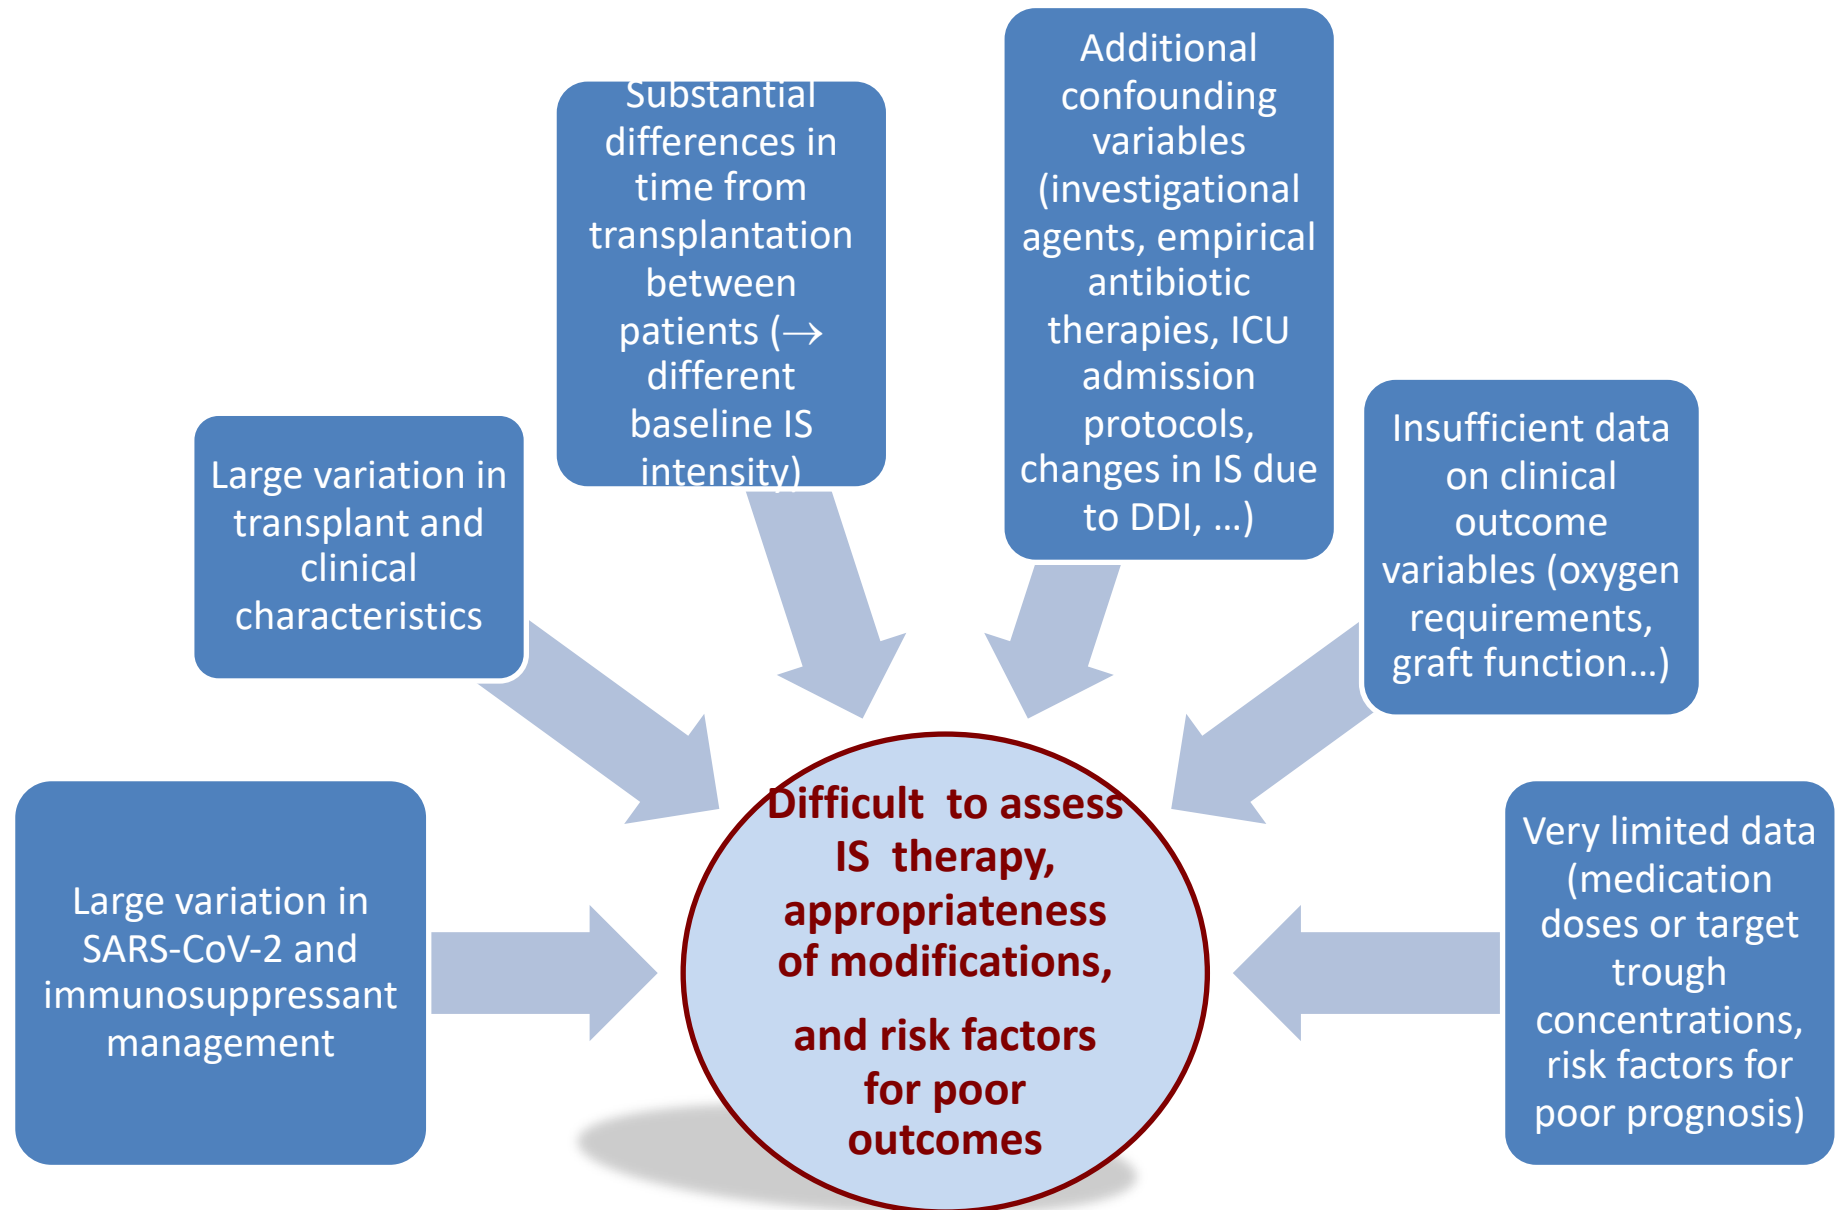 Large variation in
SARS-CoV-2 and
immunosuppressant
management
Large variation in
transplant and
clinical
characteristics
Substantial
differences in
time from
transplantation
between
patients (→
different
baseline IS
intensity)
Additional
confounding
variables
(investigational
agents, empirical
antibiotic
therapies, ICU
admission
protocols,
changes in IS due
to DDI, ...)
Insufficient data
on clinical
outcome
variables (oxygen
requirements,
graft function...)
Very limited data
(medication
doses or target
trough
concentrations,
risk factors for
poor prognosis)
Difficult to assess
IS therapy,
appropriateness
of modifications,
and risk factors
for poor
outcomes